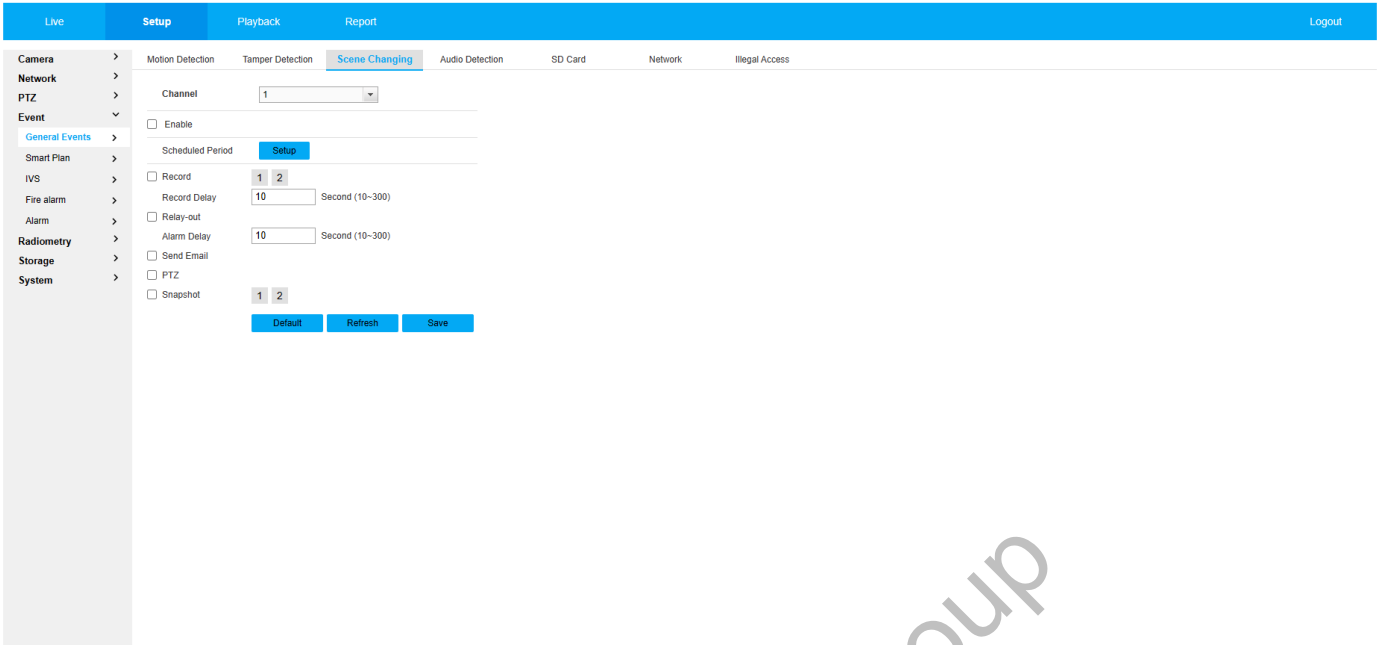 Live Setup Playback Report Logout
Camera
Network
PTZ
Event
General Events
Smart Plan
IVS
Fire alarm
Alarm
Radiometry
Storage
System
Motion Detection Tamper Detection Scene Changing Audio Detection SD Card Network Illegal Access
Channel 1
Enable
Scheduled Period Setup
Record 1 2
Record Delay 10 Second (10~300)
Relay-out
Alarm Delay 10 Second (10~300)
Send Email
PTZ
Snapshot 1 2
Default Refresh Save